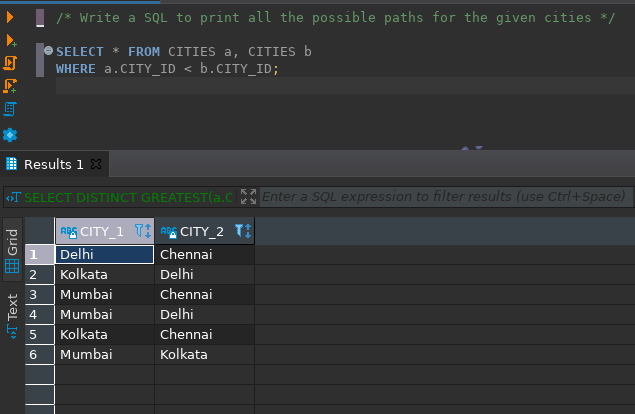 /* Write a SQL to print all the possible paths for the given cities */
SELECT * FROM CITIES a, CITIES b
WHERE a.CITY_ID < b.CITY_ID;
Results 1
SELECT DISTINCT GREATEST(a.C
Enter a SQL expression to filter results (use Ctrl+Space)
Grid
Text
CITY_1 CITY_2
1 Delhi Chennai
2 Kolkata Delhi
3 Mumbai Chennai
4 Mumbai Delhi
5 Kolkata Chennai
6 Mumbai Kolkata